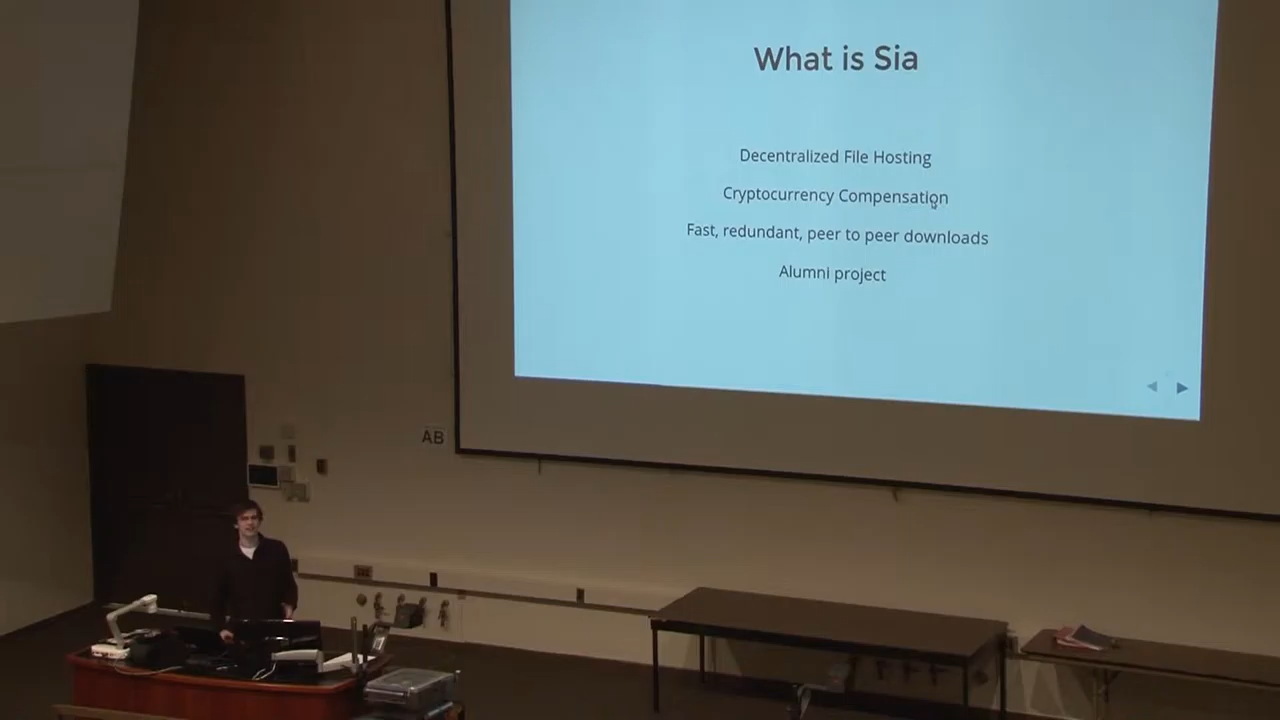 What is Sia
Decentralized File Hosting
Cryptocurrency Compensation
Fast, redundant, peer to peer downloads
Alumni project
AB